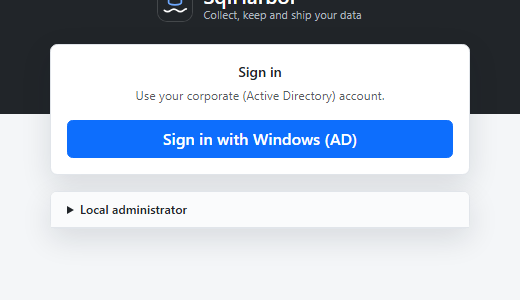 SqlHarbor
Collect, keep and ship your data
Sign in
Use your corporate (Active Directory) account.
Sign in with Windows (AD)
Local administrator